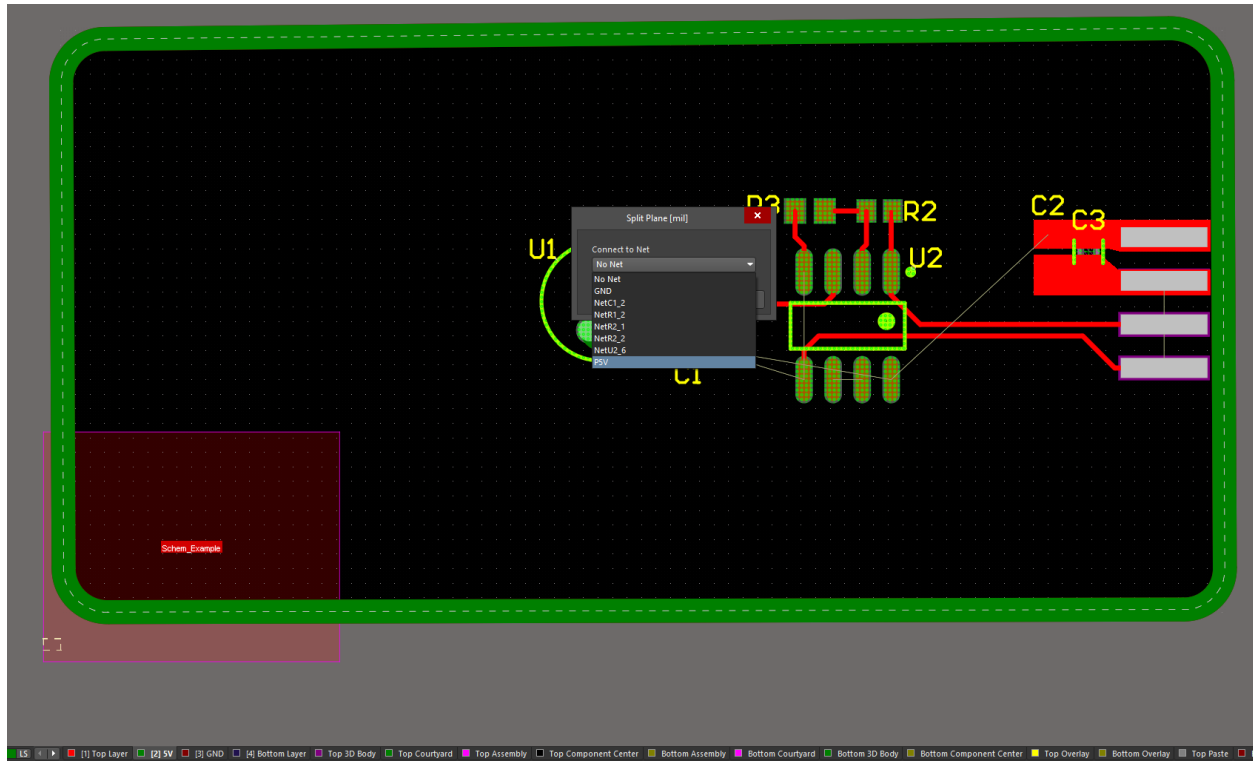 R3
R2
C2
C3
Split Plane [mil]
U1
Connect to Net
U2
No Net
No Net
GND
NetC1_2
NetR1_2
NetR2_1
NetR2_2
NetU2_6
P5V
C1
Schem_Example
LS [1] Top Layer [2] 5V [3] GND [4] Bottom Layer Top 3D Body Top Courtyard Top Assembly Top Component Center Bottom Assembly Bottom Courtyard Bottom 3D Body Bottom Component Center Top Overlay Bottom Overlay Top Paste